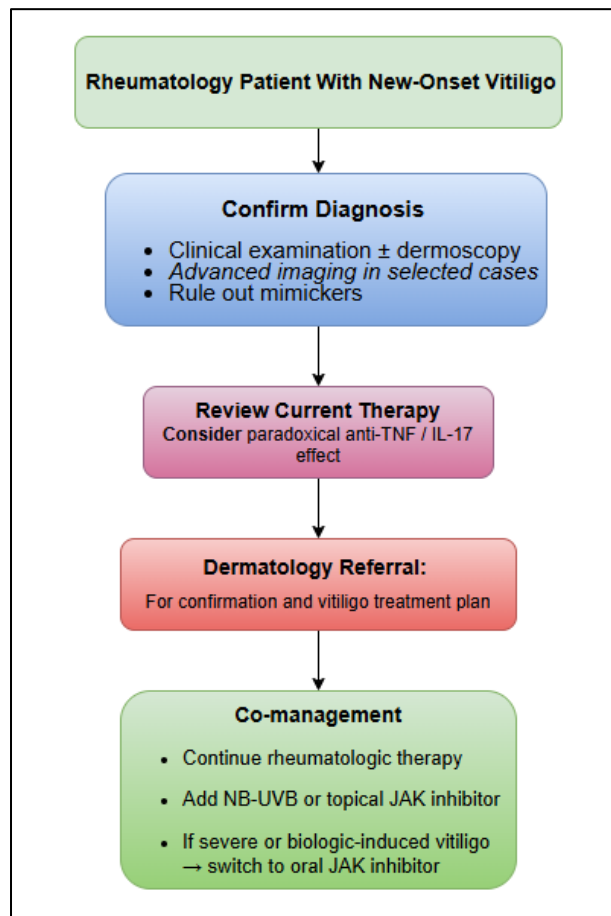 Rheumatology Patient With New-Onset Vitiligo
Confirm Diagnosis
• Clinical examination ± dermoscopy
• Advanced imaging in selected cases
• Rule out mimickers
Review Current Therapy
Consider paradoxical anti-TNF / IL-17
effect
Dermatology Referral:
For confirmation and vitiligo treatment plan
Co-management
• Continue rheumatologic therapy
• Add NB-UVB or topical JAK inhibitor
• If severe or biologic-induced vitiligo
→ switch to oral JAK inhibitor